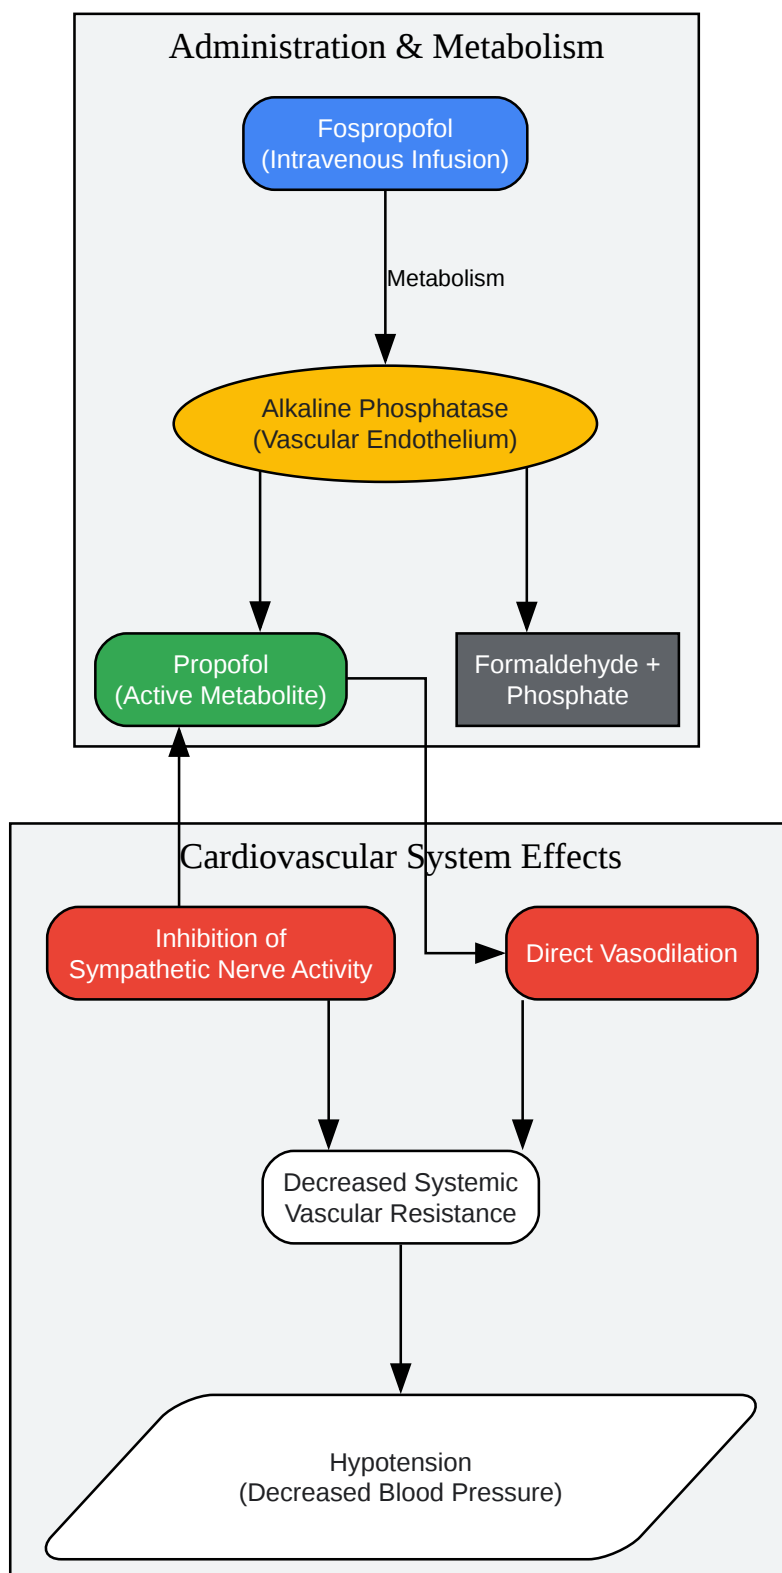 Administration & Metabolism
Fospropofol
(Intravenous Infusion)
Metabolism
Alkaline Phosphatase
(Vascular Endothelium)
Propofol
(Active Metabolite)
Formaldehyde +
Phosphate
Cardiovascular System Effects
Inhibition of
Sympathetic Nerve Activity
Direct Vasodilation
Decreased Systemic
Vascular Resistance
Hypotension
(Decreased Blood Pressure)